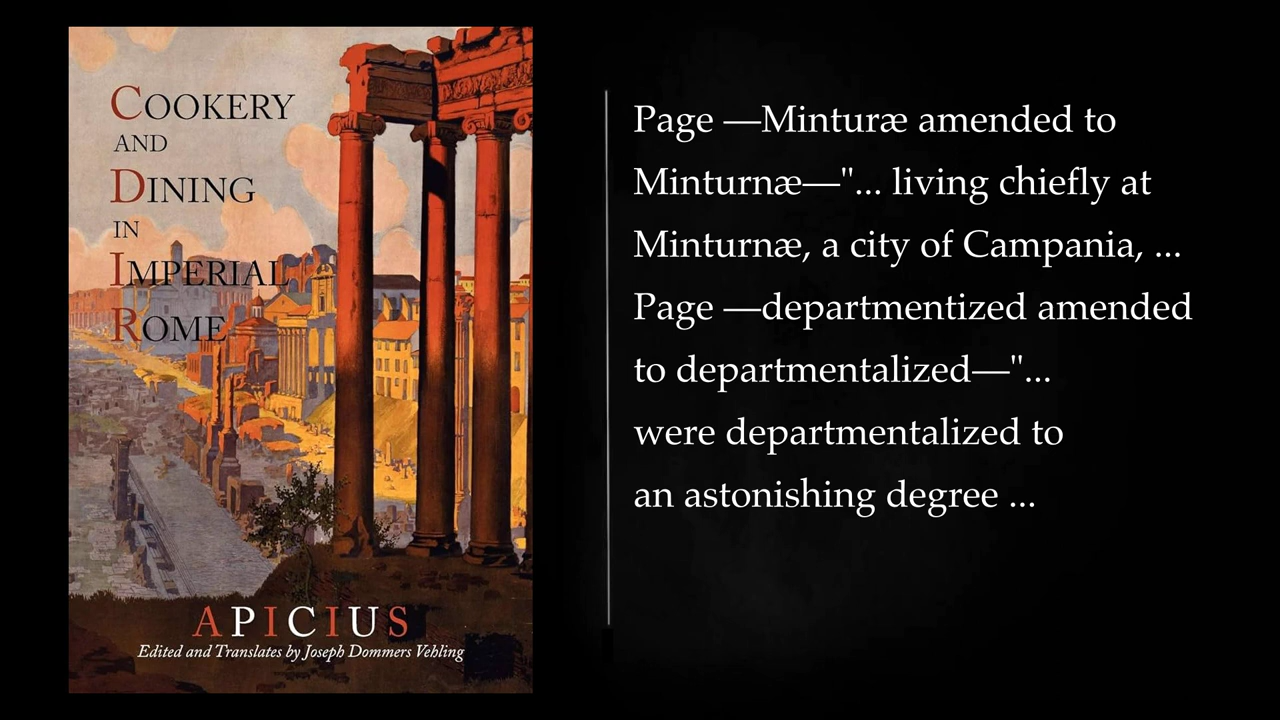 COOKERY
AND
DINING
IN
IMPERIAL
ROME
APICIUS
Edited and Translates by Joseph Dommers Vehling
Page —Minturæ amended to
Minturnæ—"... living chiefly at
Minturnæ, a city of Campania, ...
Page —departmentized amended
to departmentalized—"...
were departmentalized to
an astonishing degree ...